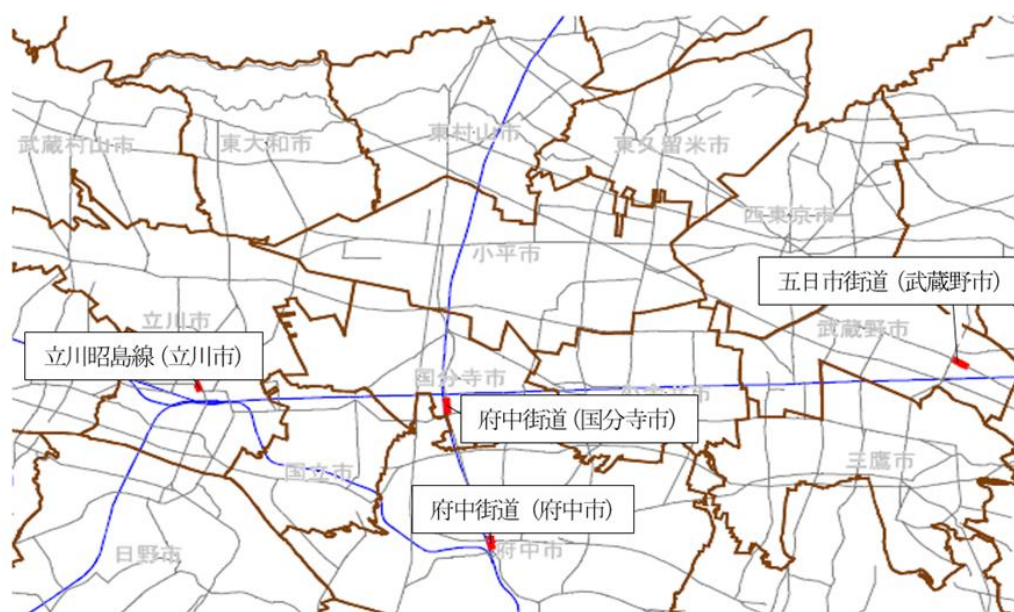 東村山市
武蔵村山市
東大和市
東久留米市
西東京市
小平市
五日市街道 (武蔵野市)
立川市
武蔵野市
立川昭島線 (立川市)
国分寺市
小金井市
府中街道 (国分寺市)
三鷹市
国立市
府中街道 (府中市)
日野市
府中市